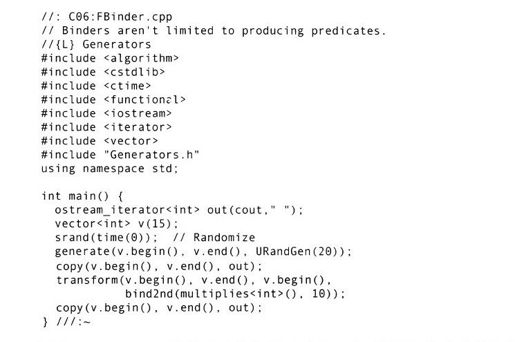 //: C06:FBinder.cpp
// Binders aren't limited to producing predicates.
//{L} Generators
#include <algorithm>
#include <cstdlib>
#include <ctime>
#include <functional>
#include <iostream>
#include <iterator>
#include <vector>
#include "Generators.h"
using namespace std;

int main() {
  ostream_iterator<int> out(cout," ");
  vector<int> v(15);
  srand(time(0));  // Randomize
  generate(v.begin(), v.end(), URandGen(20));
  copy(v.begin(), v.end(), out);
  transform(v.begin(), v.end(), v.begin(),
            bind2nd(multiplies<int>(), 10));
  copy(v.begin(), v.end(), out);
} ///:~